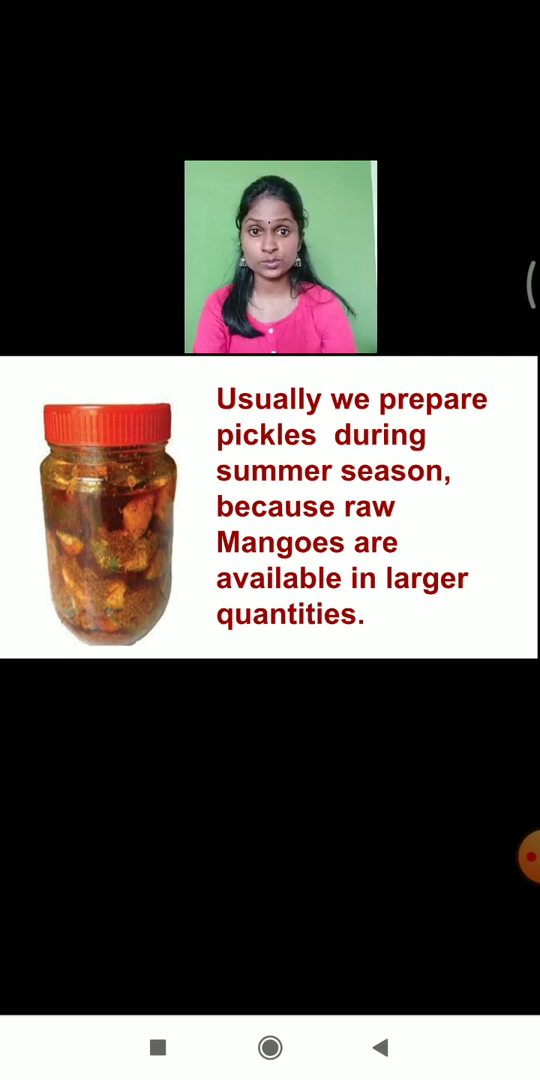 Usually we prepare
pickles  during
summer season,
because raw
Mangoes are
available in larger
quantities.